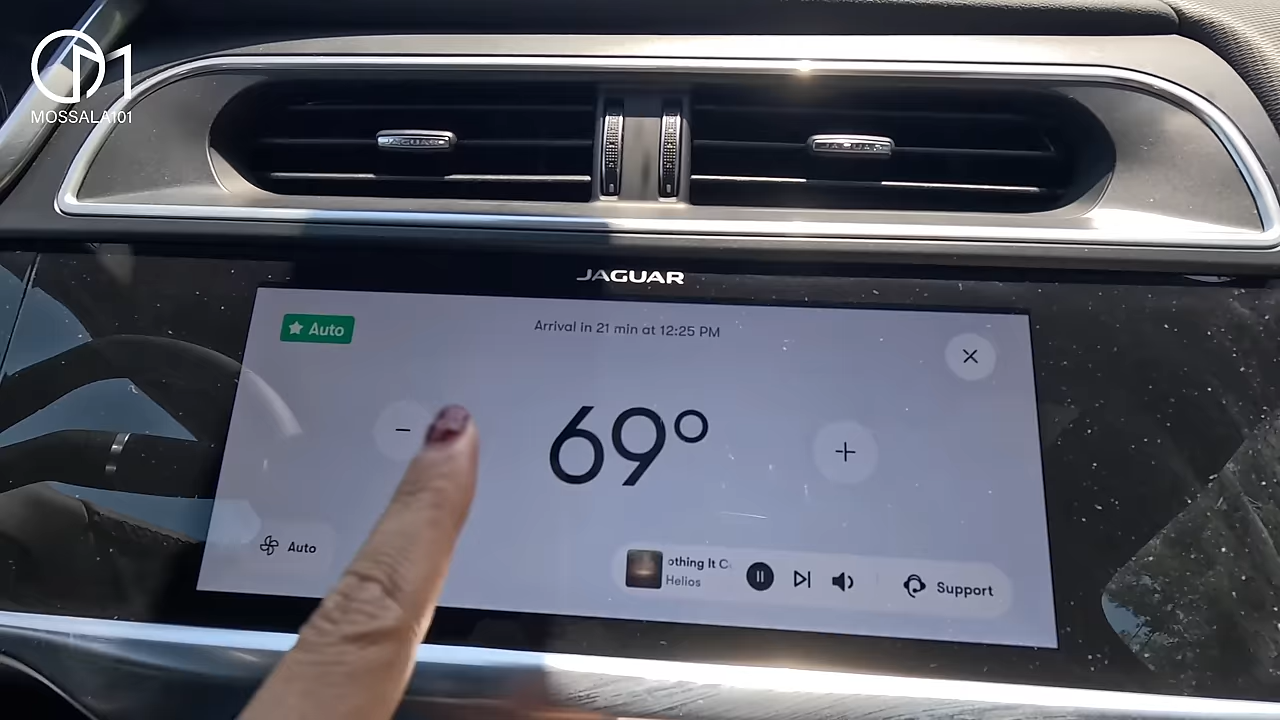 MOSSALA101
JAGUAR
JAGUAR
JAGUAR
Auto
Arrival in 21 min at 12:25 PM
69°
Auto
othing It C
Helios
Support